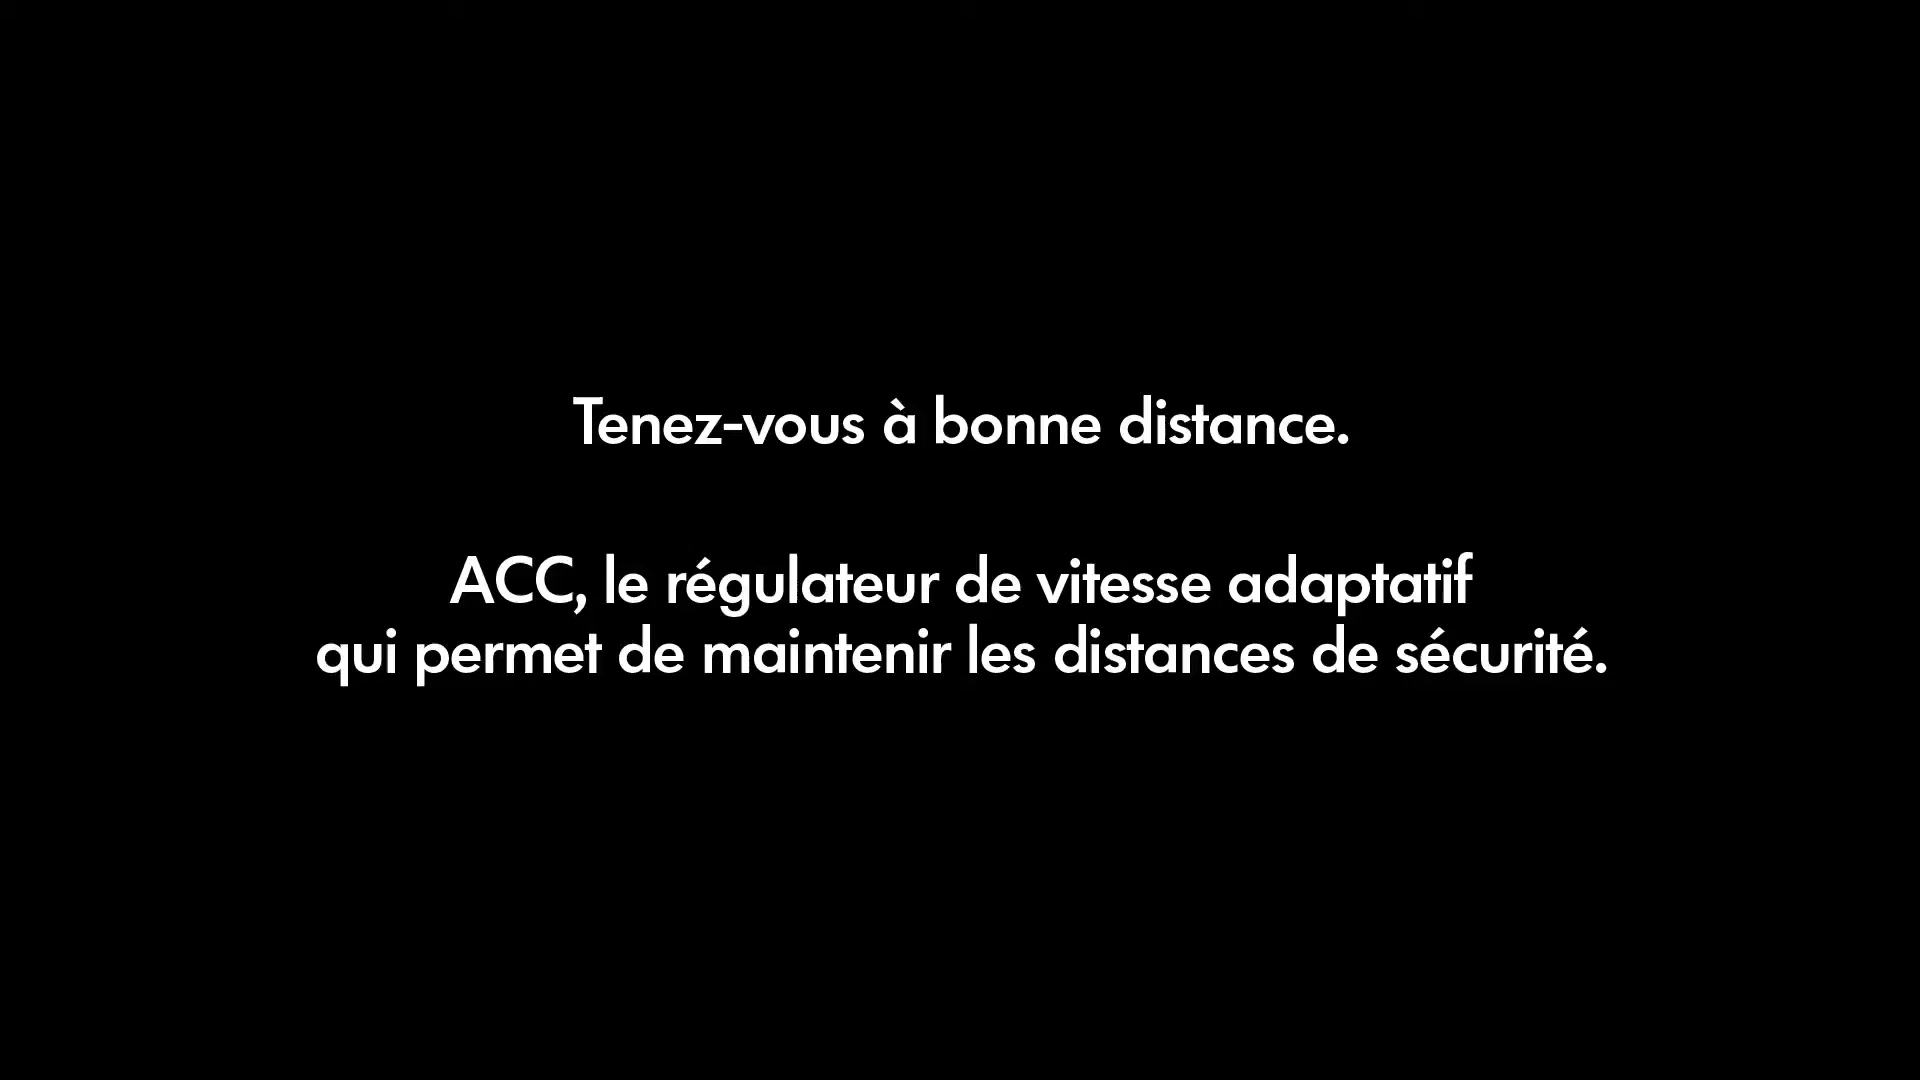 Tenez-vous à bonne distance.
ACC, le régulateur de vitesse adaptatif
qui permet de maintenir les distances de sécurité.